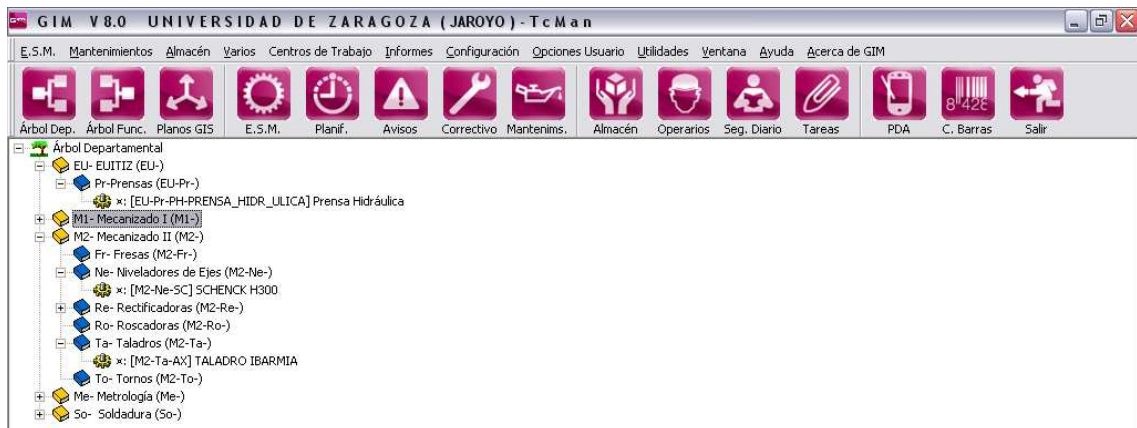 GIM V8.0 UNIVERSIDAD DE ZARAGOZA (JAROYO)-TcMan
E.S.M. Mantenimientos Almacén Varios Centros de Trabajo Informes Configuración Opciones Usuario Utilidades Ventana Ayuda Acerca de GIM
8 428
Árbol Dep. Árbol Func. Planos GIS E.S.M. Planif. Avisos Correctivo Mantenims. Almacén Operarios Seg. Diario Tareas PDA C. Barras Salir
Árbol Departamental
EU- EUITIZ (EU-)
Pr-Prensas (EU-Pr-)
×: [EU-Pr-PH-PRENSA_HIDR_ULICA] Prensa Hidráulica
M1- Mecanizado I (M1-)
M2- Mecanizado II (M2-)
Fr- Fresas (M2-Fr-)
Ne- Niveladores de Ejes (M2-Ne-)
×: [M2-Ne-SC] SCHENCK H300
Re- Rectificadoras (M2-Re-)
Ro- Roscadoras (M2-Ro-)
Ta- Taladros (M2-Ta-)
×: [M2-Ta-AX] TALADRO IBARMIA
To- Tornos (M2-To-)
Me- Metrología (Me-)
So- Soldadura (So-)